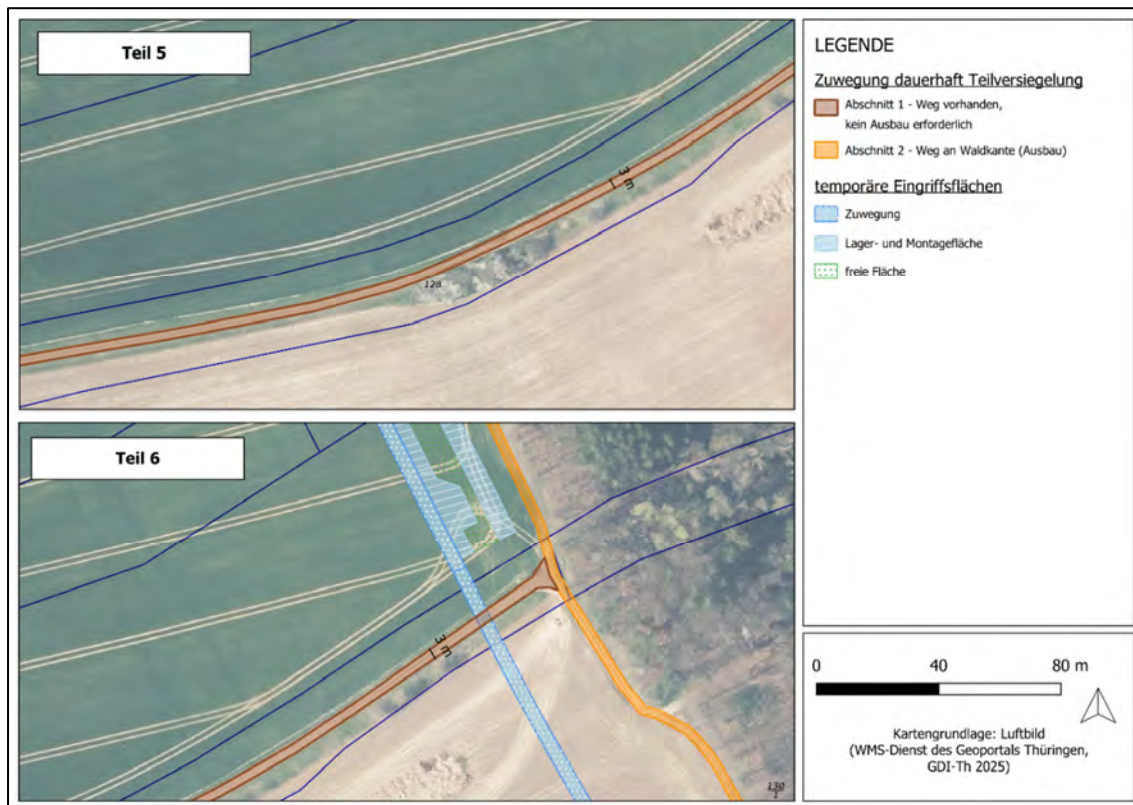 Teil 5
3 m
128
Teil 6
3 m
130
1
LEGENDE
Zuwegung dauerhaft Teilversiegelung
Abschnitt 1 - Weg vorhanden,
kein Ausbau erforderlich
Abschnitt 2 - Weg an Waldkante (Ausbau)
temporäre Eingriffsflächen
Zuwegung
Lager- und Montagefläche
freie Fläche
0 40 80 m
Kartengrundlage: Luftbild
(WMS-Dienst des Geoportals Thüringen,
GDI-Th 2025)